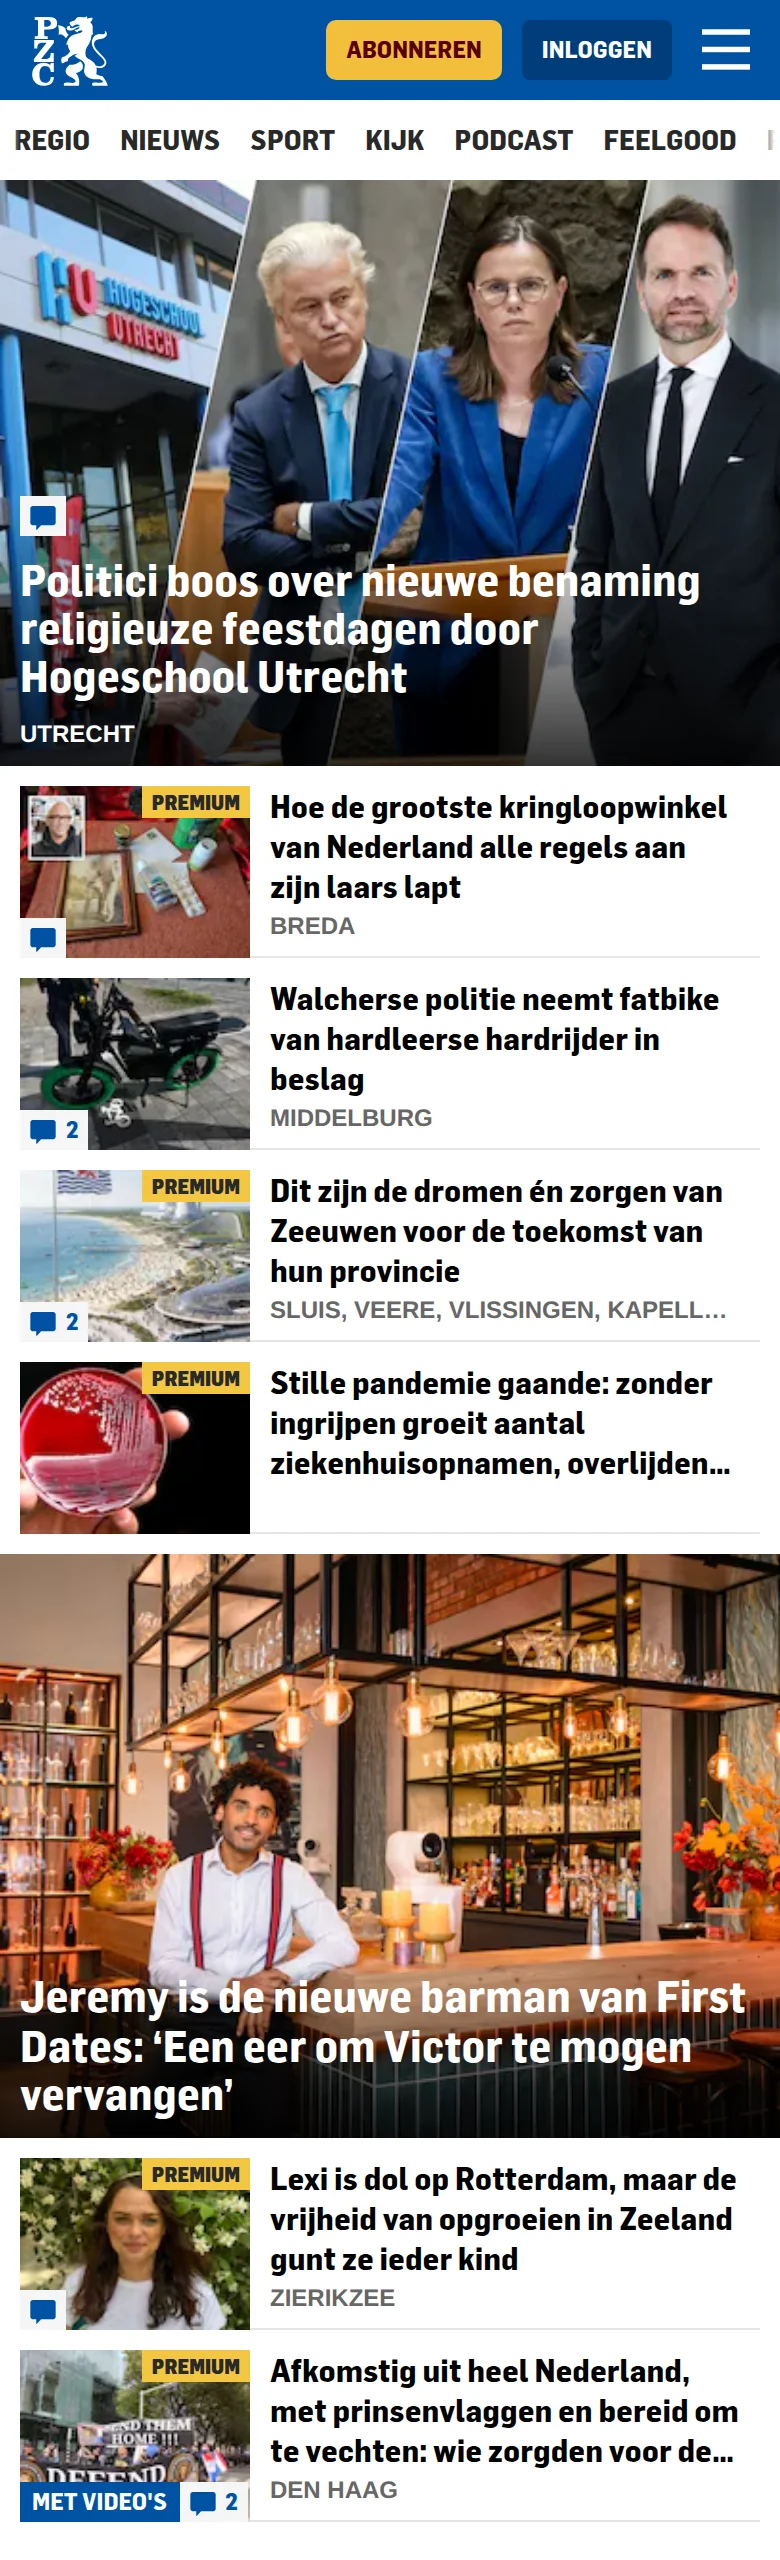 PZC
ABONNEREN
INLOGGEN
REGIO NIEUWS SPORT KIJK PODCAST FEELGOOD
HU HOGESCHOOL
UTRECHT
Politici boos over nieuwe benaming
religieuze feestdagen door
Hogeschool Utrecht
UTRECHT
PREMIUM
Hoe de grootste kringloopwinkel
van Nederland alle regels aan
zijn laars lapt
BREDA
Walcherse politie neemt fatbike
van hardleerse hardrijder in
beslag
MIDDELBURG
2
PREMIUM
Dit zijn de dromen én zorgen van
Zeeuwen voor de toekomst van
hun provincie
SLUIS, VEERE, VLISSINGEN, KAPELL...
2
PREMIUM
Stille pandemie gaande: zonder
ingrijpen groeit aantal
ziekenhuisopnamen, overlijden...
Jeremy is de nieuwe barman van First
Dates: ‘Een eer om Victor te mogen
vervangen’
PREMIUM
Lexi is dol op Rotterdam, maar de
vrijheid van opgroeien in Zeeland
gunt ze ieder kind
ZIERIKZEE
PREMIUM
SEND THEM
HOME !!!
DEFEND
MET VIDEO'S
2
Afkomstig uit heel Nederland,
met prinsenvlaggen en bereid om
te vechten: wie zorgden voor de...
DEN HAAG